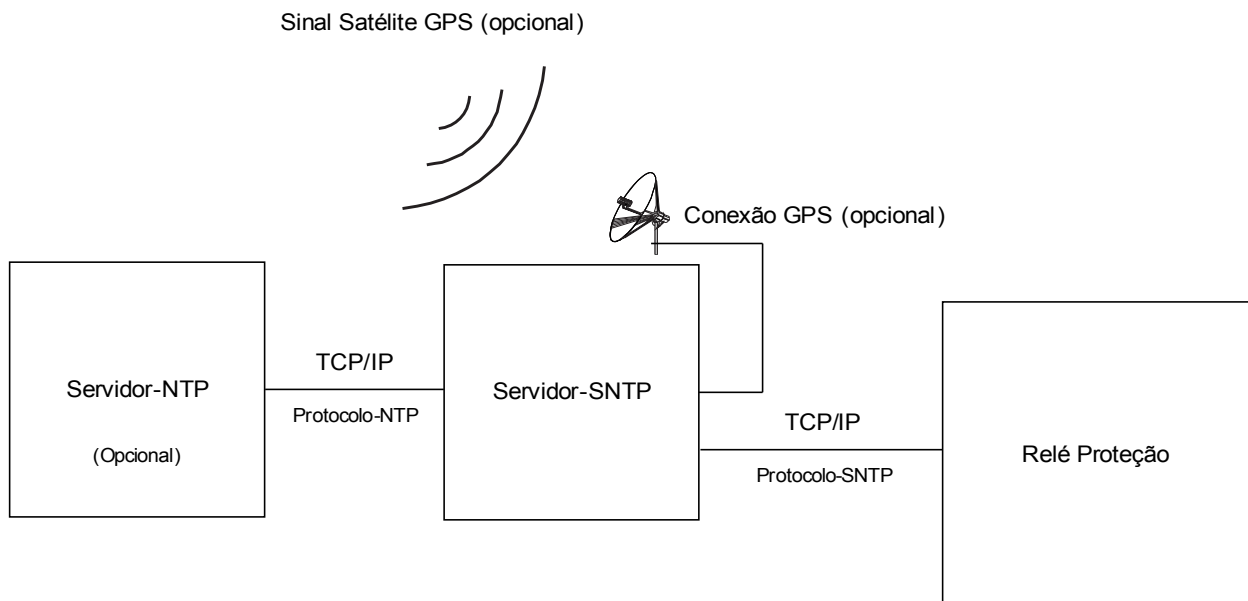 Sinal Satélite GPS (opcional)
Conexão GPS (opcional)
Servidor-NTP
(Opcional)
TCP/IP
Protocolo-NTP
Servidor-SNTP
TCP/IP
Protocolo-SNTP
Relé Proteção